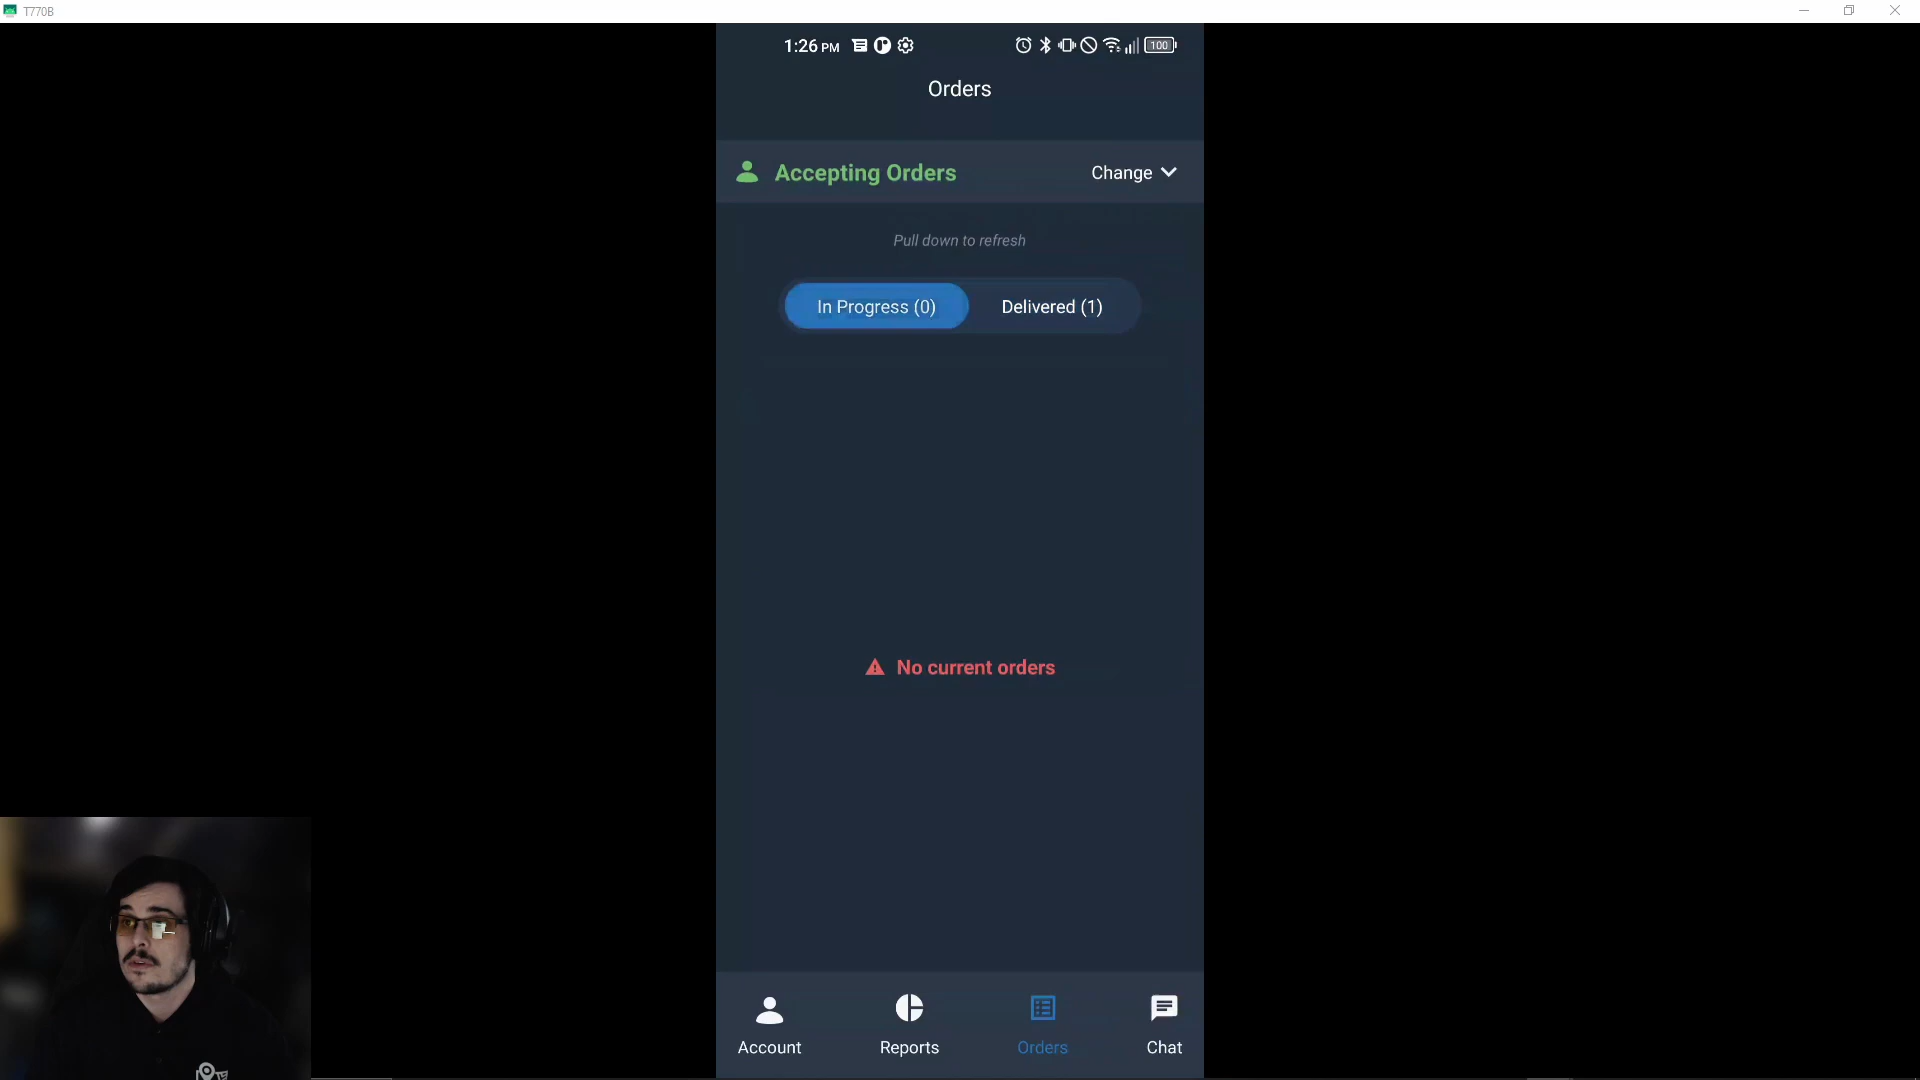 T770B
1:26 PM
100
Orders
Accepting Orders
Change
Pull down to refresh
In Progress (0)
Delivered (1)
No current orders
Account
Reports
Orders
Chat